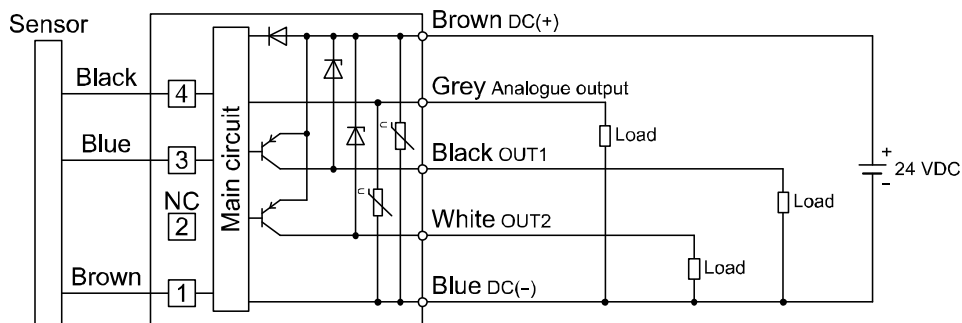 Sensor
Brown DC(+)
Black
4
Grey Analogue output
Load
Blue
3
Main circuit
U
Black OUT1
+
24 VDC
-
NC
2
U
Load
White OUT2
Load
Brown
1
Blue DC(-)